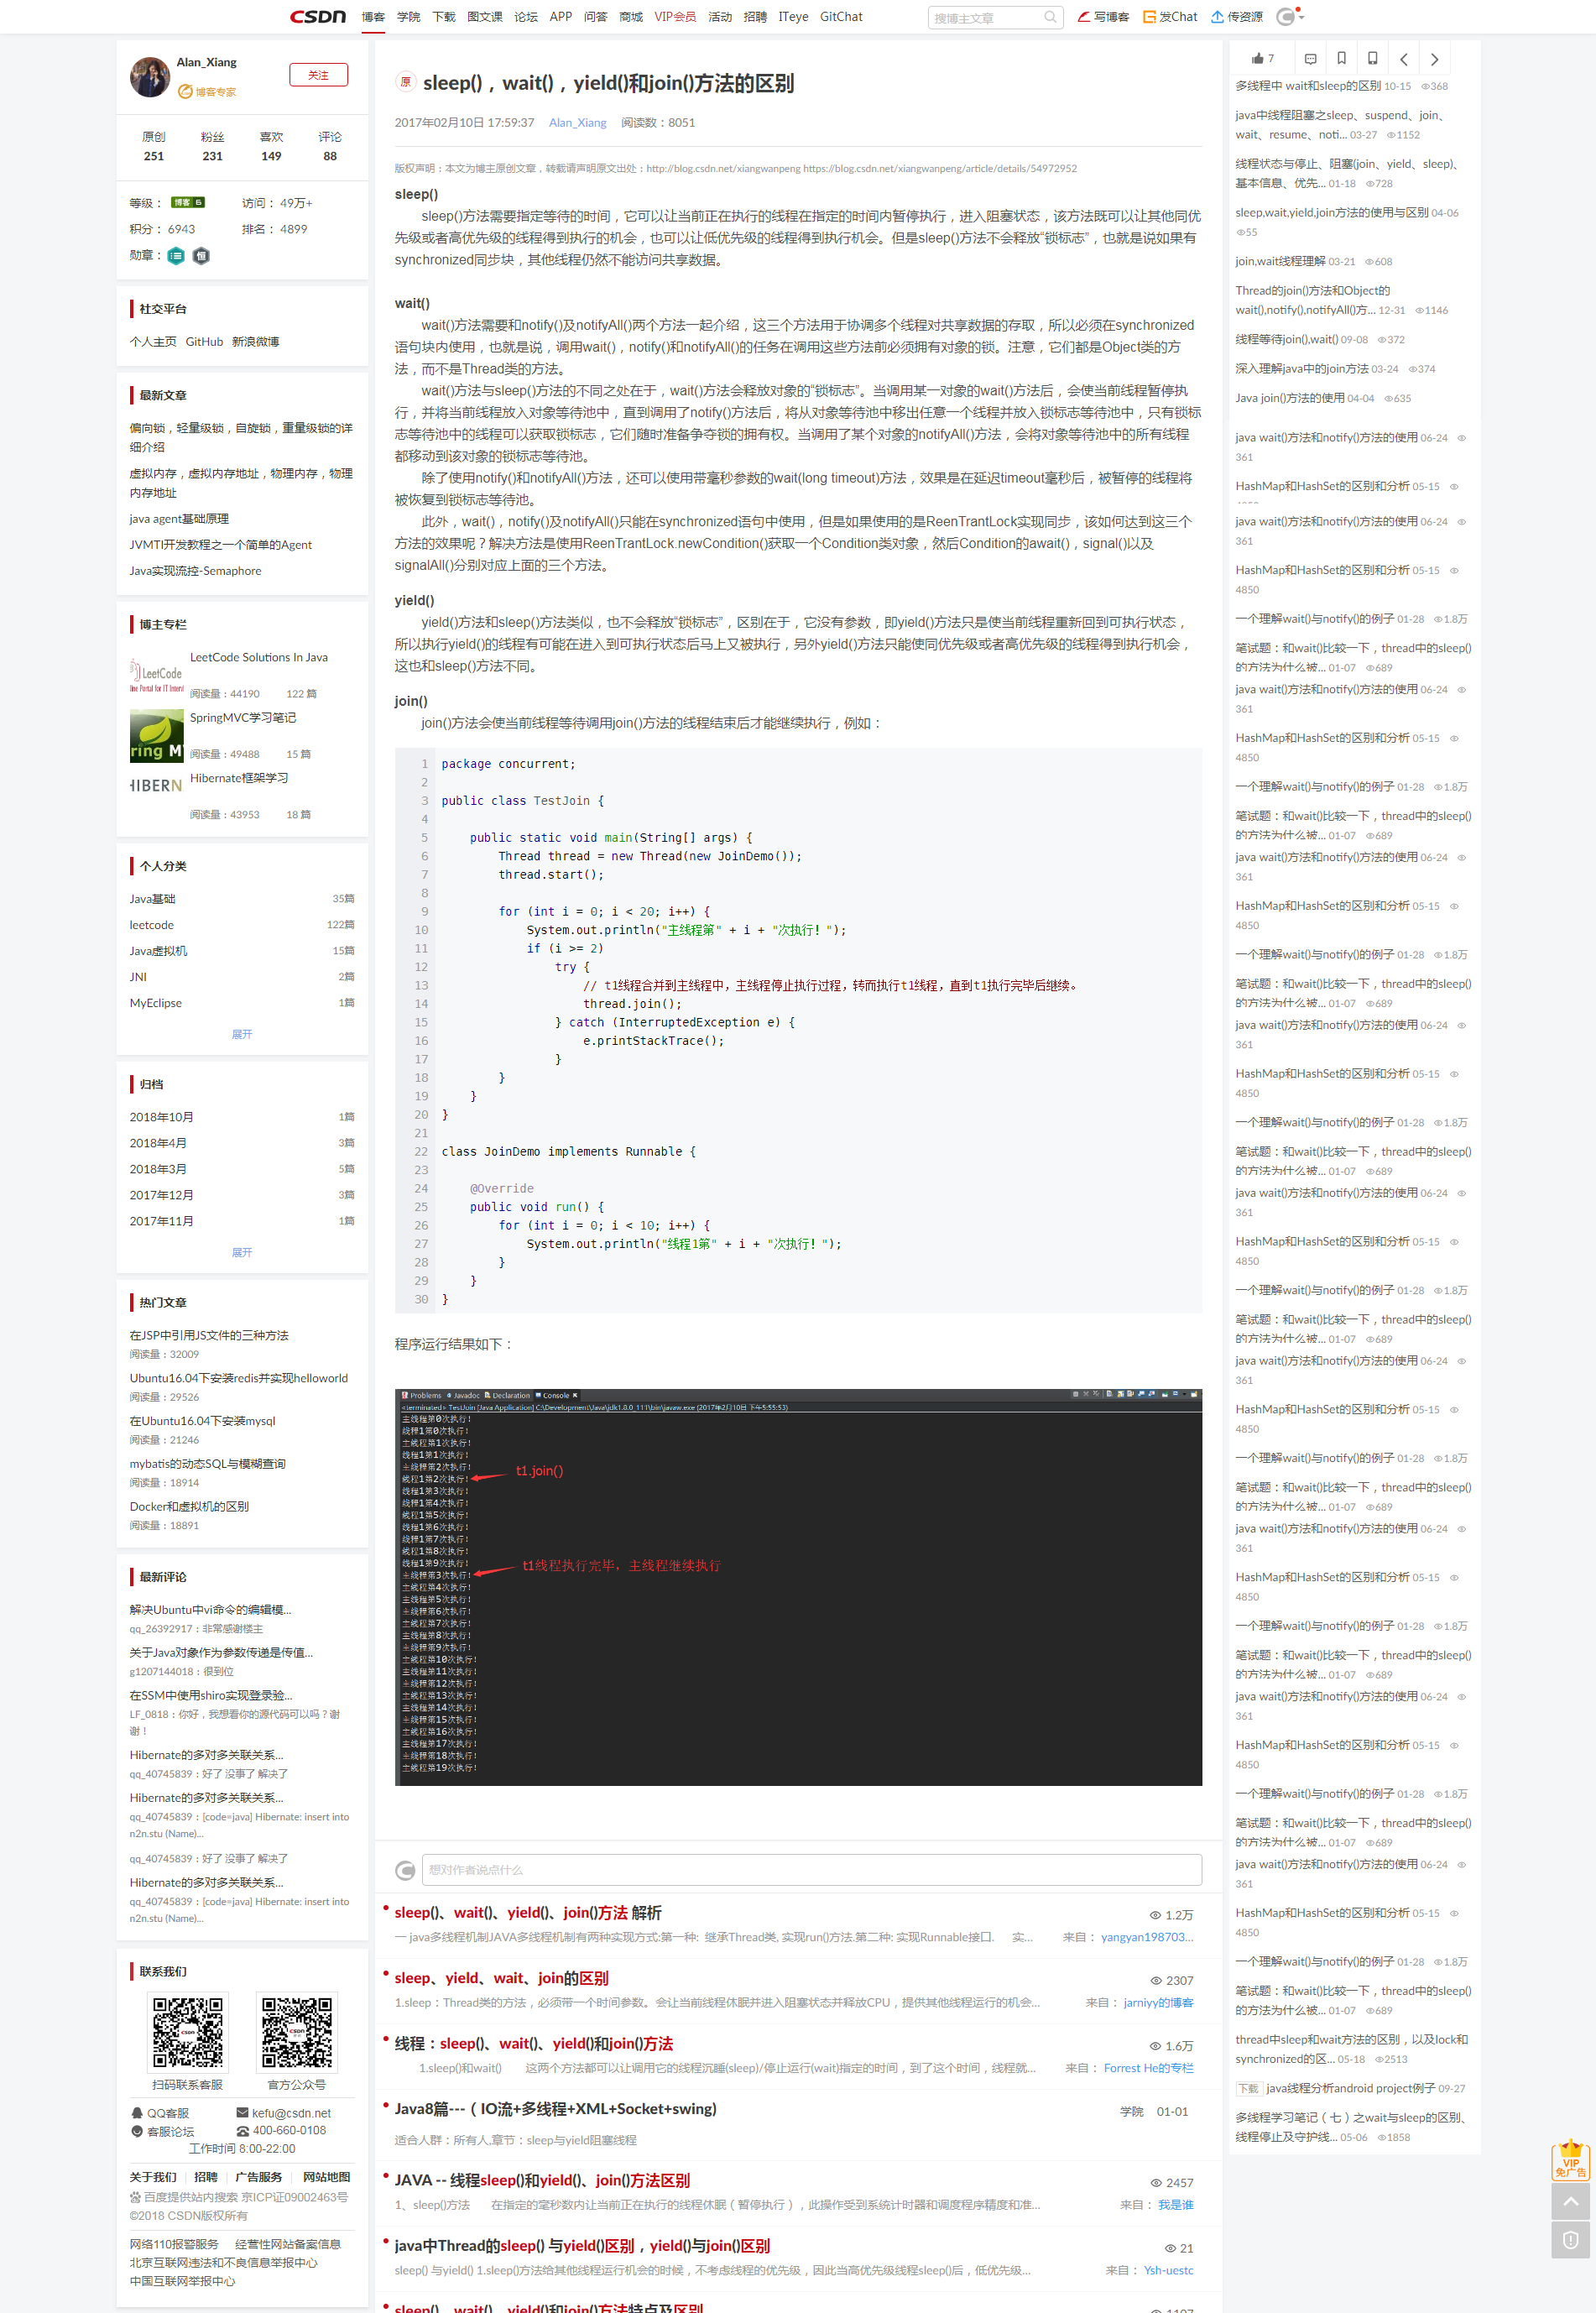 CSDN 博客 学院 下载 图文课 论坛 APP 问答 商城 VIP会员 活动 招聘 ITeye GitChat 搜博主文章 写博客 发Chat 传资源
Alan_Xiang
博客专家
关注
原创 粉丝 喜欢 评论
251 231 149 88
等级： 博客 6 访问： 49万+
积分： 6943 排名： 4899
勋章： 恒
社交平台
个人主页 GitHub 新浪微博
最新文章
偏向锁，轻量级锁，自旋锁，重量级锁的详
细介绍
虚拟内存，虚拟内存地址，物理内存，物理
内存地址
java agent基础原理
JVMTI开发教程之一个简单的Agent
Java实现流控-Semaphore
博主专栏
LeetCode Solutions In Java
阅读量：44190 122 篇
SpringMVC学习笔记
阅读量：49488 15 篇
Hibernate框架学习
阅读量：43953 18 篇
个人分类
Java基础 35篇
leetcode 122篇
Java虚拟机 15篇
JNI 2篇
MyEclipse 1篇
展开
归档
2018年10月 1篇
2018年4月 3篇
2018年3月 5篇
2017年12月 3篇
2017年11月 1篇
展开
热门文章
在JSP中引用JS文件的三种方法
阅读量：32009
Ubuntu16.04下安装redis并实现helloworld
阅读量：29526
在Ubuntu16.04下安装mysql
阅读量：21246
mybatis的动态SQL与模糊查询
阅读量：18914
Docker和虚拟机的区别
阅读量：18891
最新评论
解决Ubuntu中vi命令的编辑模...
qq_26392917：非常感谢楼主
关于Java对象作为参数传递是传值...
g1207144018：很到位
在SSM中使用shiro实现登录验...
LF_0818：你好，我想看你的源代码可以吗？谢
谢！
Hibernate的多对多关联关系...
qq_40745839：好了 没事了 解决了
Hibernate的多对多关联关系...
qq_40745839：[code=java] Hibernate: insert into
n2n.stu (Name)...
qq_40745839：好了 没事了 解决了
Hibernate的多对多关联关系...
qq_40745839：[code=java] Hibernate: insert into
n2n.stu (Name)...
联系我们
扫码联系客服 官方公众号
QQ客服 kefu@csdn.net
客服论坛 400-660-0108
工作时间 8:00-22:00
关于我们 招聘 广告服务 网站地图
百度提供站内搜索 京ICP证09002463号
©2018 CSDN版权所有
网络110报警服务 经营性网站备案信息
北京互联网违法和不良信息举报中心
中国互联网举报中心
原 sleep()，wait()，yield()和join()方法的区别
2017年02月10日 17:59:37 Alan_Xiang 阅读数：8051
版权声明：本文为博主原创文章，转载请声明原文出处：http://blog.csdn.net/xiangwanpeng https://blog.csdn.net/xiangwanpeng/article/details/54972952
sleep()
sleep()方法需要指定等待的时间，它可以让当前正在执行的线程在指定的时间内暂停执行，进入阻塞状态，该方法既可以让其他同优
先级或者高优先级的线程得到执行的机会，也可以让低优先级的线程得到执行机会。但是sleep()方法不会释放“锁标志”，也就是说如果有
synchronized同步块，其他线程仍然不能访问共享数据。
wait()
wait()方法需要和notify()及notifyAll()两个方法一起介绍，这三个方法用于协调多个线程对共享数据的存取，所以必须在synchronized
语句块内使用，也就是说，调用wait()，notify()和notifyAll()的任务在调用这些方法前必须拥有对象的锁。注意，它们都是Object类的方
法，而不是Thread类的方法。
wait()方法与sleep()方法的不同之处在于，wait()方法会释放对象的“锁标志”。当调用某一对象的wait()方法后，会使当前线程暂停执
行，并将当前线程放入对象等待池中，直到调用了notify()方法后，将从对象等待池中移出任意一个线程并放入锁标志等待池中，只有锁标
志等待池中的线程可以获取锁标志，它们随时准备争夺锁的拥有权。当调用了某个对象的notifyAll()方法，会将对象等待池中的所有线程
都移动到该对象的锁标志等待池。
除了使用notify()和notifyAll()方法，还可以使用带毫秒参数的wait(long timeout)方法，效果是在延迟timeout毫秒后，被暂停的线程将
被恢复到锁标志等待池。
此外，wait()，notify()及notifyAll()只能在synchronized语句中使用，但是如果使用的是ReenTrantLock实现同步，该如何达到这三个
方法的效果呢？解决方法是使用ReenTrantLock.newCondition()获取一个Condition类对象，然后Condition的await()，signal()以及
signalAll()分别对应上面的三个方法。
yield()
yield()方法和sleep()方法类似，也不会释放“锁标志”，区别在于，它没有参数，即yield()方法只是使当前线程重新回到可执行状态，
所以执行yield()的线程有可能在进入到可执行状态后马上又被执行，另外yield()方法只能使同优先级或者高优先级的线程得到执行机会，
这也和sleep()方法不同。
join()
join()方法会使当前线程等待调用join()方法的线程结束后才能继续执行，例如：
1 package concurrent;
2
3 public class TestJoin {
4
5 public static void main(String[] args) {
6 Thread thread = new Thread(new JoinDemo());
7 thread.start();
8
9 for (int i = 0; i < 20; i++) {
10 System.out.println("主线程第" + i + "次执行！");
11 if (i >= 2)
12 try {
13 // t1线程合并到主线程中，主线程停止执行过程，转而执行t1线程，直到t1执行完毕后继续。
14 thread.join();
15 } catch (InterruptedException e) {
16 e.printStackTrace();
17 }
18 }
19 }
20 }
21
22 class JoinDemo implements Runnable {
23
24 @Override
25 public void run() {
26 for (int i = 0; i < 10; i++) {
27 System.out.println("线程1第" + i + "次执行！");
28 }
29 }
30 }
程序运行结果如下：
Problems Javadoc Declaration Console
<terminated> TestJoin [Java Application] C:\Development\Java\jdk1.8.0_111\bin\javaw.exe (2017年2月10日 下午5:55:53)
主线程第0次执行！
线程1第0次执行！
主线程第1次执行！
线程1第1次执行！
主线程第2次执行！
线程1第2次执行！ t1.join()
线程1第3次执行！
线程1第4次执行！
线程1第5次执行！
线程1第6次执行！
线程1第7次执行！
线程1第8次执行！
线程1第9次执行！
主线程第3次执行！ t1线程执行完毕，主线程继续执行
主线程第4次执行！
主线程第5次执行！
主线程第6次执行！
主线程第7次执行！
主线程第8次执行！
主线程第9次执行！
主线程第10次执行！
主线程第11次执行！
主线程第12次执行！
主线程第13次执行！
主线程第14次执行！
主线程第15次执行！
主线程第16次执行！
主线程第17次执行！
主线程第18次执行！
主线程第19次执行！
想对作者说点什么
sleep()、wait()、yield()、join()方法 解析 1.2万
一 java多线程机制JAVA多线程机制有两种实现方式:第一种: 继承Thread类, 实现run()方法.第二种: 实现Runnable接口. 实... 来自： yangyan198703...
sleep、yield、wait、join的区别 2307
1.sleep：Thread类的方法，必须带一个时间参数。会让当前线程休眠并进入阻塞状态并释放CPU，提供其他线程运行的机会... 来自： jarniyy的博客
线程：sleep()、wait()、yield()和join()方法 1.6万
1.sleep()和wait() 这两个方法都可以让调用它的线程沉睡(sleep)/停止运行(wait)指定的时间，到了这个时间，线程就... 来自： Forrest He的专栏
Java8篇---（ IO流+多线程+XML+Socket+swing) 学院 01-01
适合人群：所有人,章节：sleep与yield阻塞线程
JAVA -- 线程sleep()和yield()、join()方法区别 2457
1、sleep()方法 在指定的毫秒数内让当前正在执行的线程休眠（暂停执行），此操作受到系统计时器和调度程序精度和准... 来自： 我是谁
java中Thread的sleep() 与yield()区别，yield()与join()区别 21
sleep() 与yield() 1.sleep()方法给其他线程运行机会的时候，不考虑线程的优先级，因此当高优先级线程sleep()后，低优先级... 来自： Ysh-uestc
sleep()、wait()、yield()和join()方法特点及区别 1107
7
多线程中 wait和sleep的区别 10-15 368
java中线程阻塞之sleep、suspend、join、
wait、resume、noti... 03-27 1152
线程状态与停止、阻塞(join、yield、sleep)、
基本信息、优先... 01-18 728
sleep,wait,yield,join方法的使用与区别 04-06
55
join,wait线程理解 03-21 608
Thread的join()方法和Object的
wait(),notify(),notifyAll()方... 12-31 1146
线程等待join(),wait() 09-08 372
深入理解java中的join方法 03-24 374
Java join()方法的使用 04-04 635
java wait()方法和notify()方法的使用 06-24
361
HashMap和HashSet的区别和分析 05-15
java wait()方法和notify()方法的使用 06-24
361
HashMap和HashSet的区别和分析 05-15
4850
一个理解wait()与notify()的例子 01-28 1.8万
笔试题：和wait()比较一下，thread中的sleep()
的方法为什么被... 01-07 689
java wait()方法和notify()方法的使用 06-24
361
HashMap和HashSet的区别和分析 05-15
4850
一个理解wait()与notify()的例子 01-28 1.8万
笔试题：和wait()比较一下，thread中的sleep()
的方法为什么被... 01-07 689
java wait()方法和notify()方法的使用 06-24
361
HashMap和HashSet的区别和分析 05-15
4850
一个理解wait()与notify()的例子 01-28 1.8万
笔试题：和wait()比较一下，thread中的sleep()
的方法为什么被... 01-07 689
java wait()方法和notify()方法的使用 06-24
361
HashMap和HashSet的区别和分析 05-15
4850
一个理解wait()与notify()的例子 01-28 1.8万
笔试题：和wait()比较一下，thread中的sleep()
的方法为什么被... 01-07 689
java wait()方法和notify()方法的使用 06-24
361
HashMap和HashSet的区别和分析 05-15
4850
一个理解wait()与notify()的例子 01-28 1.8万
笔试题：和wait()比较一下，thread中的sleep()
的方法为什么被... 01-07 689
java wait()方法和notify()方法的使用 06-24
361
HashMap和HashSet的区别和分析 05-15
4850
一个理解wait()与notify()的例子 01-28 1.8万
笔试题：和wait()比较一下，thread中的sleep()
的方法为什么被... 01-07 689
java wait()方法和notify()方法的使用 06-24
361
HashMap和HashSet的区别和分析 05-15
4850
一个理解wait()与notify()的例子 01-28 1.8万
笔试题：和wait()比较一下，thread中的sleep()
的方法为什么被... 01-07 689
java wait()方法和notify()方法的使用 06-24
361
HashMap和HashSet的区别和分析 05-15
4850
一个理解wait()与notify()的例子 01-28 1.8万
笔试题：和wait()比较一下，thread中的sleep()
的方法为什么被... 01-07 689
java wait()方法和notify()方法的使用 06-24
361
HashMap和HashSet的区别和分析 05-15
4850
一个理解wait()与notify()的例子 01-28 1.8万
笔试题：和wait()比较一下，thread中的sleep()
的方法为什么被... 01-07 689
thread中sleep和wait方法的区别，以及lock和
synchronized的区... 05-18 2513
下载 java线程分析android project例子 09-27
多线程学习笔记（七）之wait与sleep的区别、
线程停止及守护线... 05-06 1858
VIP
免广告